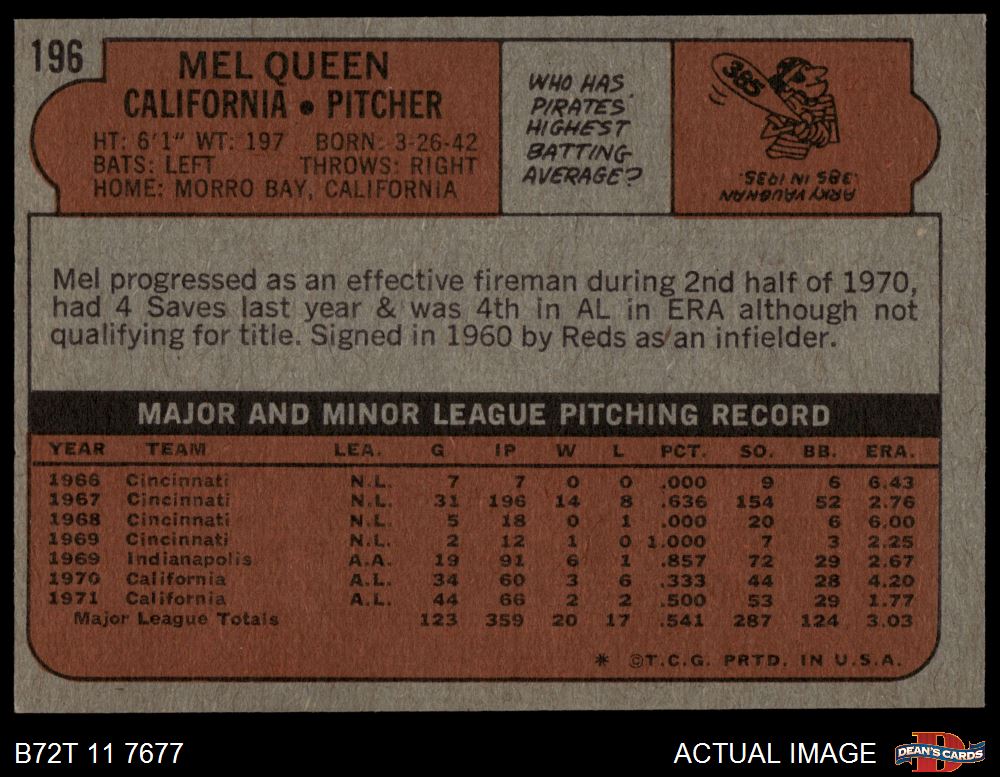 196
MEL QUEEN
CALIFORNIA • PITCHER
HT: 6'1" WT: 197 BORN: 3-26-42
BATS: LEFT THROWS: RIGHT
HOME: MORRO BAY, CALIFORNIA
WHO HAS
PIRATES'
HIGHEST
BATTING
AVERAGE?
385
ARKY VAUGHAN
.385 IN 1935.
Mel progressed as an effective fireman during 2nd half of 1970,
had 4 Saves last year & was 4th in AL in ERA although not
qualifying for title. Signed in 1960 by Reds as an infielder.
MAJOR AND MINOR LEAGUE PITCHING RECORD
YEAR TEAM LEA. G IP W L PCT. SO. BB. ERA.
1966 Cincinnati N.L. 7 7 0 0 .000 9 6 6.43
1967 Cincinnati N.L. 31 196 14 8 .636 154 52 2.76
1968 Cincinnati N.L. 5 18 0 1 .000 20 6 6.00
1969 Cincinnati N.L. 2 12 1 0 1.000 7 3 2.25
1969 Indianapolis A.A. 19 91 6 1 .857 72 29 2.67
1970 California A.L. 34 60 3 6 .333 44 28 4.20
1971 California A.L. 44 66 2 2 .500 53 29 1.77
Major League Totals 123 359 20 17 .541 287 124 3.03
* ©T.C.G. PRTD. IN U.S.A.
B72T 11 7677
ACTUAL IMAGE
D
DEAN'S CARDS